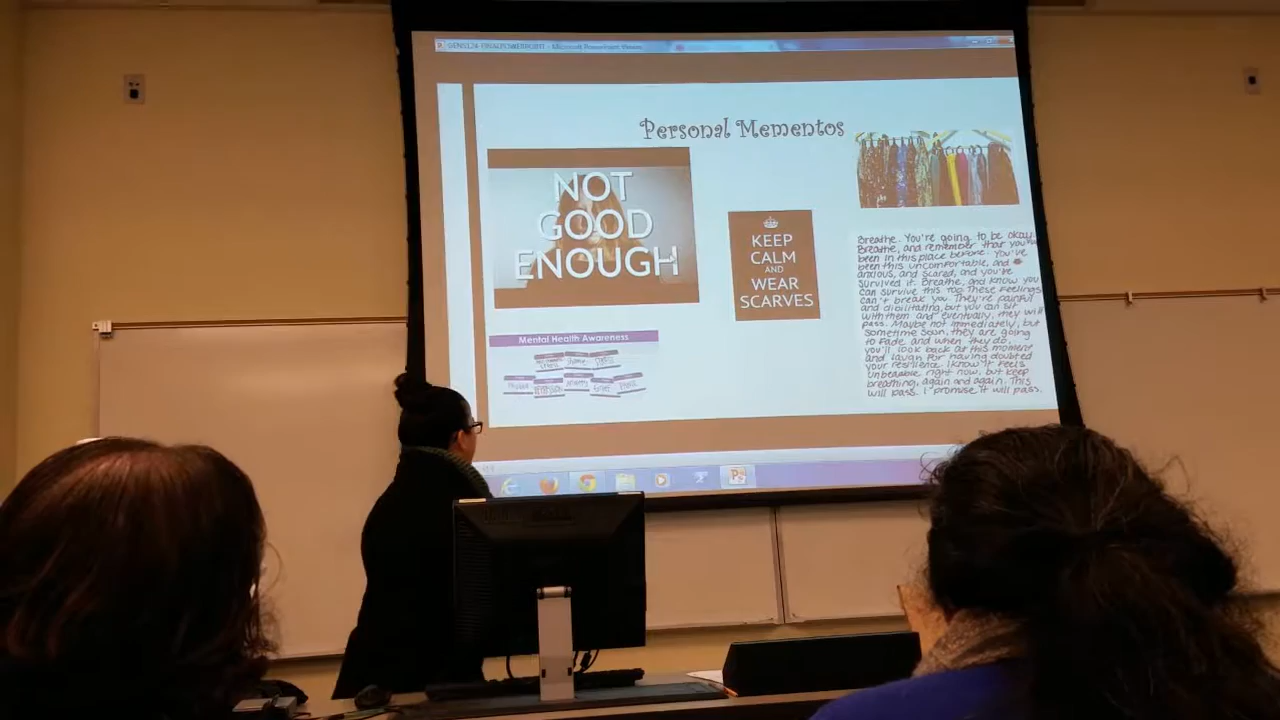 Personal Mementos
NOT
GOOD
ENOUGH
KEEP
CALM
AND
WEAR
SCARVES
Mental Health Awareness
Breathe. You're going to be okay.
Breathe, and remember that you've
been in this place before. You've
been this uncomfortable, and
anxious, and scared, and you've
survived it. Breathe, and know you
can survive this too. These feelings
can't break you. They're painful
and dibilitating, but you can sit
with them and eventually, they will
pass. Maybe not immediately, but
sometime soon, they are going
to fade, and when they do,
you'll look back at this moment
and laugh for having doubted
your resilience. I know it feels
unbearable right now, but keep
breathing, again and again. This
will pass. I promise it will pass.